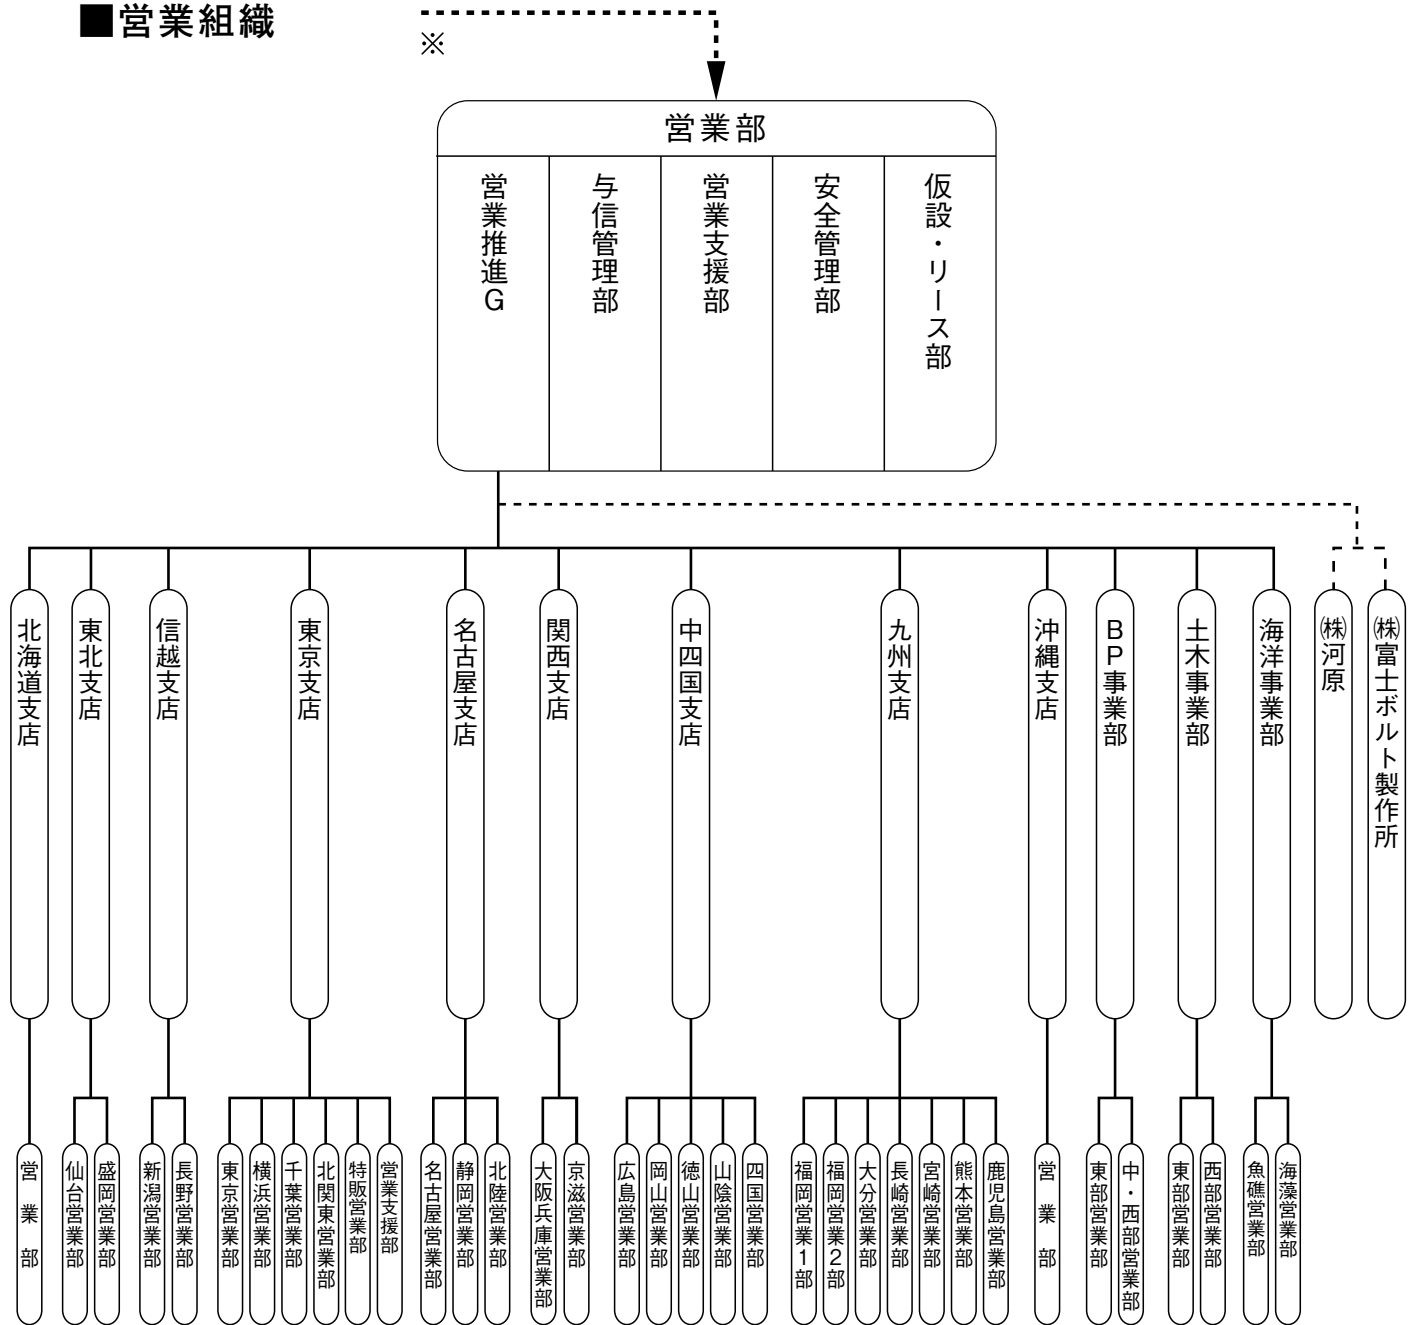 ■営業組織
※
営業部
営業推進G
与信管理部
営業支援部
安全管理部
仮設・リース部
北海道支店
東北支店
信越支店
東京支店
名古屋支店
関西支店
中四国支店
九州支店
沖縄支店
BP事業部
土木事業部
海洋事業部
㈱河原
㈱富士ボルト製作所
営業部
仙台営業部
盛岡営業部
新潟営業部
長野営業部
東京営業部
横浜営業部
千葉営業部
北関東営業部
特販営業部
営業支援部
名古屋営業部
静岡営業部
北陸営業部
大阪兵庫営業部
京滋営業部
広島営業部
岡山営業部
徳山営業部
山陰営業部
四国営業部
福岡営業1部
福岡営業2部
大分営業部
長崎営業部
宮崎営業部
熊本営業部
鹿児島営業部
営業部
東部営業部
中・西部営業部
東部営業部
西部営業部
魚礁営業部
海藻営業部